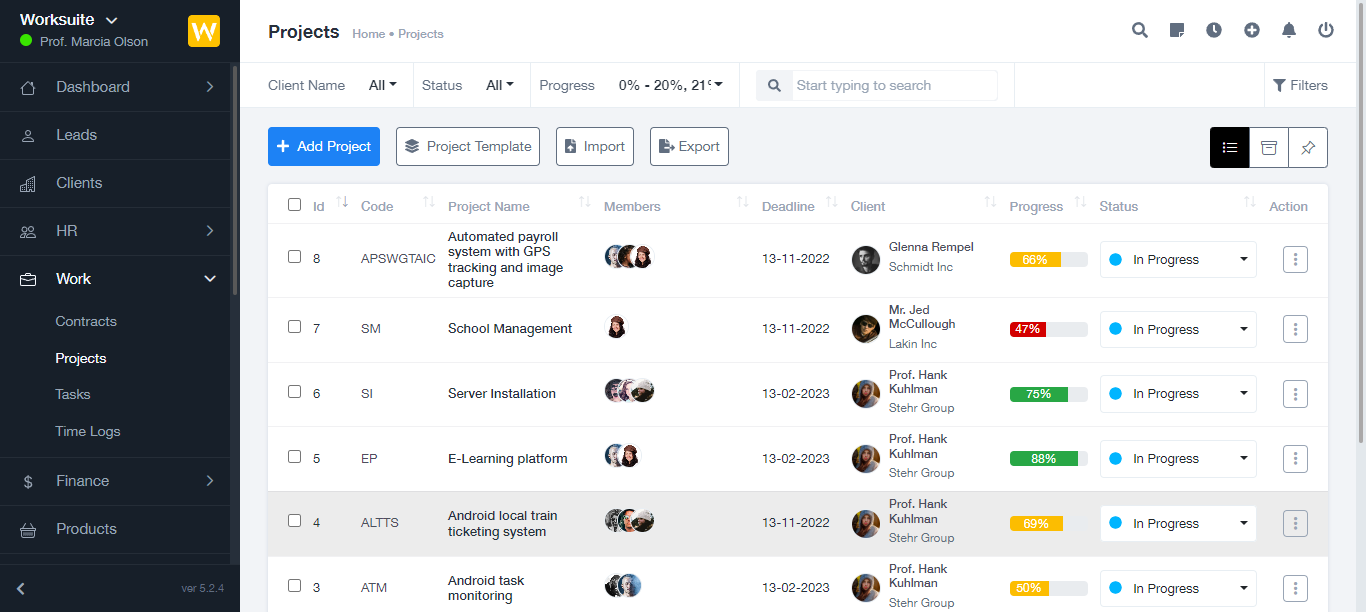 Worksuite
Prof. Marcia Olson
W
Dashboard
Leads
Clients
HR
Work
Contracts
Projects
Tasks
Time Logs
Finance
Products
ver 5.2.4
Projects Home • Projects
Client Name All Status All Progress 0% - 20%, 21% Start typing to search Filters
Add Project Project Template Import Export
Id Code Project Name Members Deadline Client Progress Status Action
8 APSWGTAIC Automated payroll
system with GPS
tracking and image
capture
13-11-2022 Glenna Rempel
Schmidt Inc
66% In Progress
7 SM School Management 13-11-2022 Mr. Jed
McCullough
Lakin Inc
47% In Progress
6 SI Server Installation 13-02-2023 Prof. Hank
Kuhlman
Stehr Group
75% In Progress
5 EP E-Learning platform 13-02-2023 Prof. Hank
Kuhlman
Stehr Group
88% In Progress
4 ALTTS Android local train
ticketing system
13-11-2022 Prof. Hank
Kuhlman
Stehr Group
69% In Progress
3 ATM Android task
monitoring
13-02-2023 Prof. Hank
Kuhlman
Stehr Group
50% In Progress